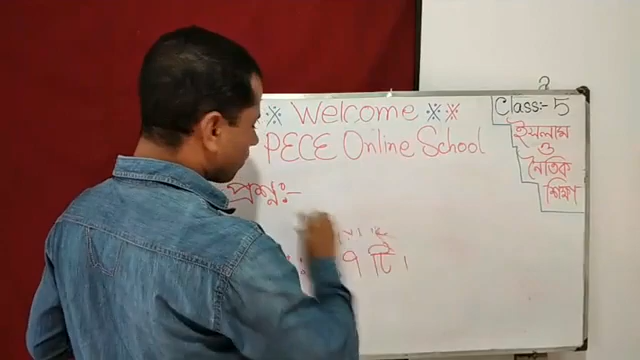 Welcome
PECE Online School
Class:- 5
ইসলাম
ও
নৈতিক
শিক্ষা
প্রশ্ন:-
৭ টি।